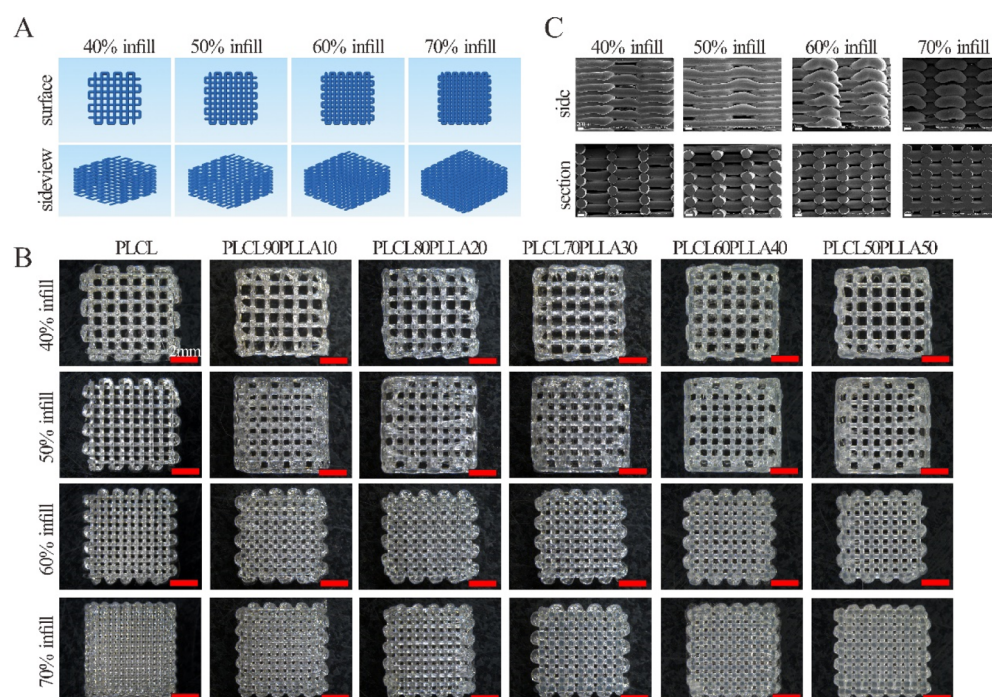 A
40% infill 50% infill 60% infill 70% infill
surface
sideview
C
40% infill 50% infill 60% infill 70% infill
side
section
B
PLCL PLCL90PLLA10 PLCL80PLLA20 PLCL70PLLA30 PLCL60PLLA40 PLCL50PLLA50
40% infill
2mm
50% infill
60% infill
70% infill